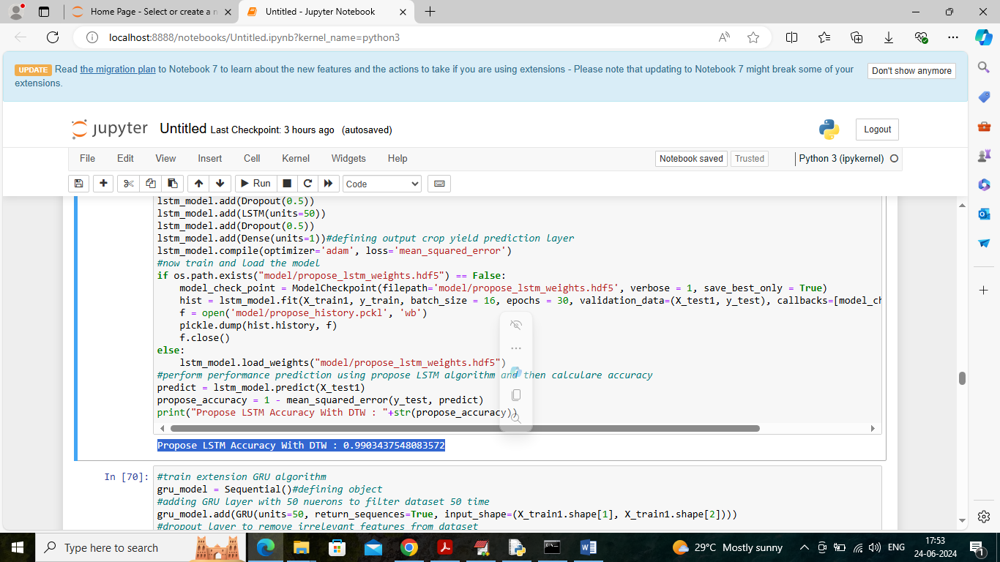 Home Page - Select or create a n
Untitled - Jupyter Notebook
localhost:8888/notebooks/Untitled.ipynb?kernel_name=python3
UPDATE Read the migration plan to Notebook 7 to learn about the new features and the actions to take if you are using extensions - Please note that updating to Notebook 7 might break some of your
extensions.
Don't show anymore
jupyter Untitled Last Checkpoint: 3 hours ago (autosaved)
Logout
File Edit View Insert Cell Kernel Widgets Help
Notebook saved Trusted Python 3 (ipykernel)
Run Code
lstm_model.add(Dropout(0.5))
lstm_model.add(LSTM(units=50))
lstm_model.add(Dropout(0.5))
lstm_model.add(Dense(units=1))#defining output crop yield prediction layer
lstm_model.compile(optimizer='adam', loss='mean_squared_error')
#now train and load the model
if os.path.exists("model/propose_lstm_weights.hdf5") == False:
    model_check_point = ModelCheckpoint(filepath='model/propose_lstm_weights.hdf5', verbose = 1, save_best_only = True)
    hist = lstm_model.fit(X_train1, y_train, batch_size = 16, epochs = 30, validation_data=(X_test1, y_test), callbacks=[model_ch
    f = open('model/propose_history.pckl', 'wb')
    pickle.dump(hist.history, f)
    f.close()
else:
    lstm_model.load_weights("model/propose_lstm_weights.hdf5")
#perform performance prediction using propose LSTM algorithm and then calculare accuracy
predict = lstm_model.predict(X_test1)
propose_accuracy = 1 - mean_squared_error(y_test, predict)
print("Propose LSTM Accuracy With DTW : "+str(propose_accuracy))
Propose LSTM Accuracy With DTW : 0.9903437548083572
In [70]: #train extension GRU algorithm
gru_model = Sequential()#defining object
#adding GRU layer with 50 nuerons to filter dataset 50 time
gru_model.add(GRU(units=50, return_sequences=True, input_shape=(X_train1.shape[1], X_train1.shape[2])))
#dropout layer to remove irrelevant features from dataset
Type here to search
29°C Mostly sunny
ENG
17:53
24-06-2024
1